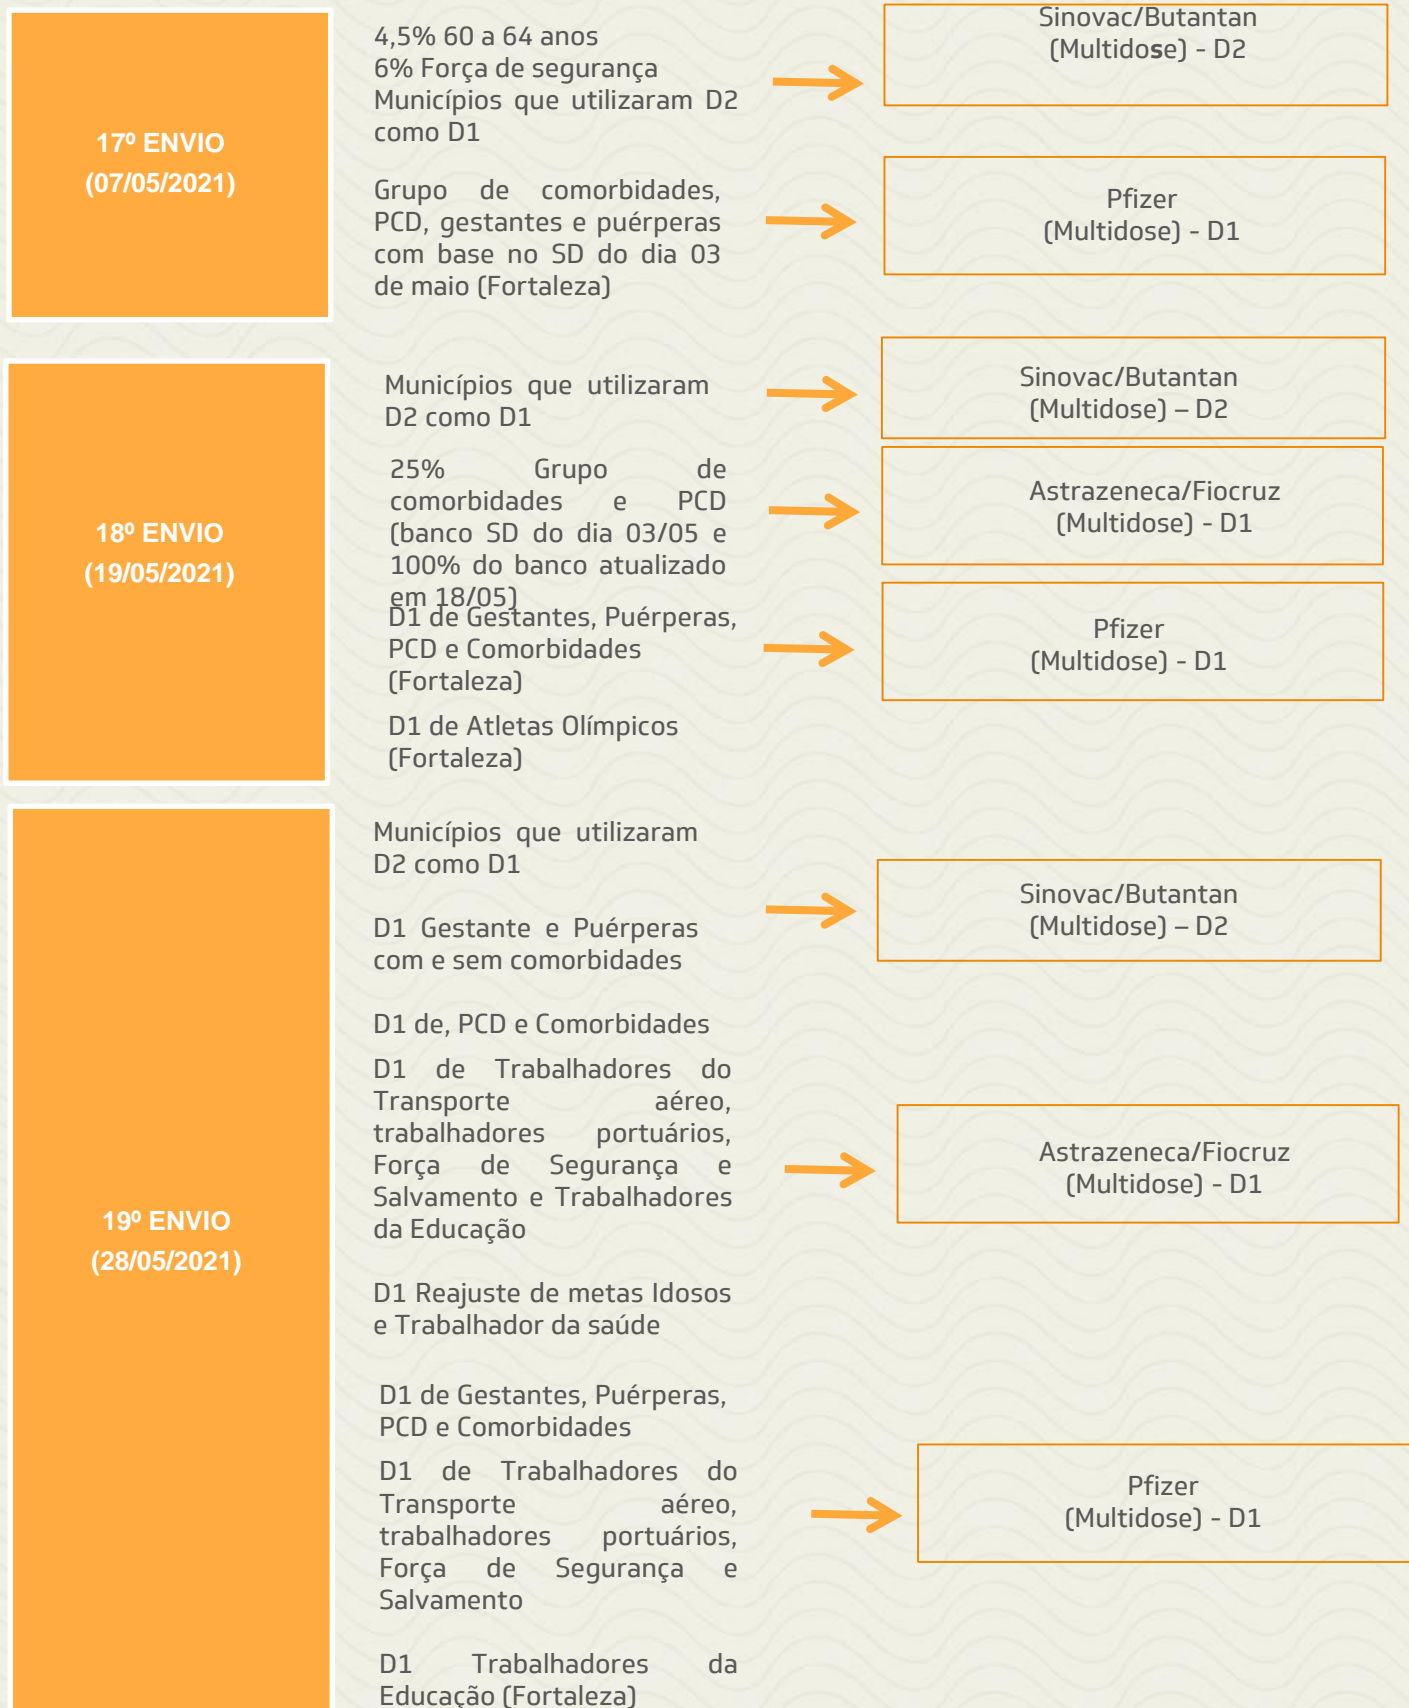 17º ENVIO
(07/05/2021)
4,5% 60 a 64 anos
6% Força de segurança
Municípios que utilizaram D2
como D1
Sinovac/Butantan
(Multidose) - D2
Grupo de comorbidades,
PCD, gestantes e puérperas
com base no SD do dia 03
de maio (Fortaleza)
Pfizer
(Multidose) - D1
18º ENVIO
(19/05/2021)
Municípios que utilizaram
D2 como D1
Sinovac/Butantan
(Multidose) – D2
25% Grupo de
comorbidades e PCD
(banco SD do dia 03/05 e
100% do banco atualizado
em 18/05)
Astrazeneca/Fiocruz
(Multidose) - D1
D1 de Gestantes, Puérperas,
PCD e Comorbidades
(Fortaleza)
D1 de Atletas Olímpicos
(Fortaleza)
Pfizer
(Multidose) - D1
19º ENVIO
(28/05/2021)
Municípios que utilizaram
D2 como D1
D1 Gestante e Puérperas
com e sem comorbidades
D1 de, PCD e Comorbidades
Sinovac/Butantan
(Multidose) – D2
D1 de Trabalhadores do
Transporte aéreo,
trabalhadores portuários,
Força de Segurança e
Salvamento e Trabalhadores
da Educação
D1 Reajuste de metas Idosos
e Trabalhador da saúde
Astrazeneca/Fiocruz
(Multidose) - D1
D1 de Gestantes, Puérperas,
PCD e Comorbidades
D1 de Trabalhadores do
Transporte aéreo,
trabalhadores portuários,
Força de Segurança e
Salvamento
D1 Trabalhadores da
Educação (Fortaleza)
Pfizer
(Multidose) - D1